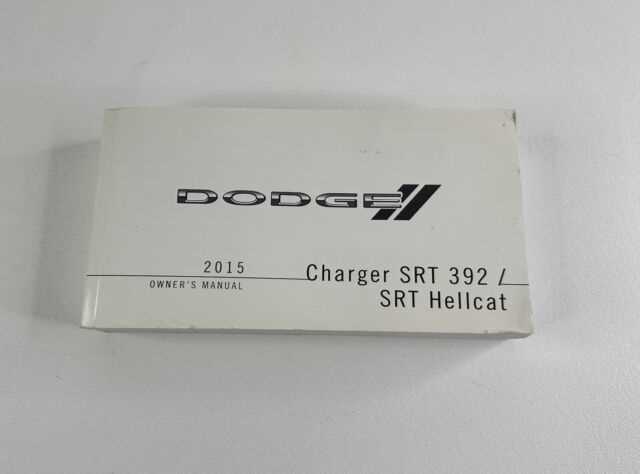 DODGE
2015
OWNER'S MANUAL
Charger SRT 392 /
SRT Hellcat